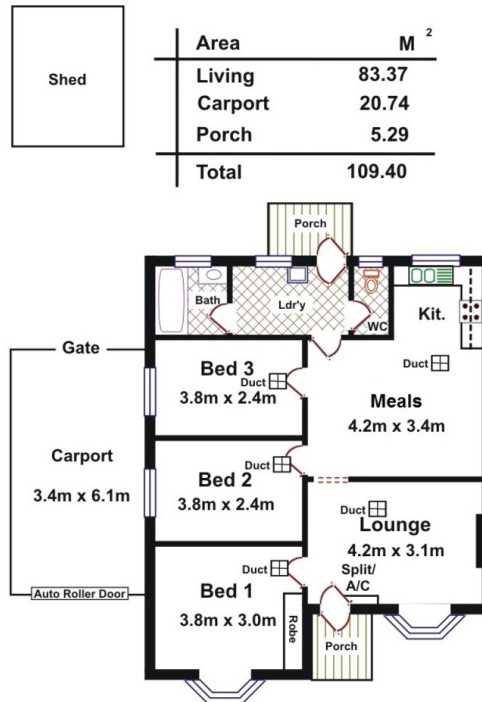 Shed
Area M 2
Living 83.37
Carport 20.74
Porch 5.29
Total 109.40
Porch
Bath
Ldr'y
WC
Kit.
Gate
Bed 3
Duct
3.8m x 2.4m
Duct
Meals
4.2m x 3.4m
Carport
3.4m x 6.1m
Duct
Bed 2
3.8m x 2.4m
Duct
Lounge
4.2m x 3.1m
Split/
A/C
Duct
Bed 1
3.8m x 3.0m
Robe
Auto Roller Door
Porch